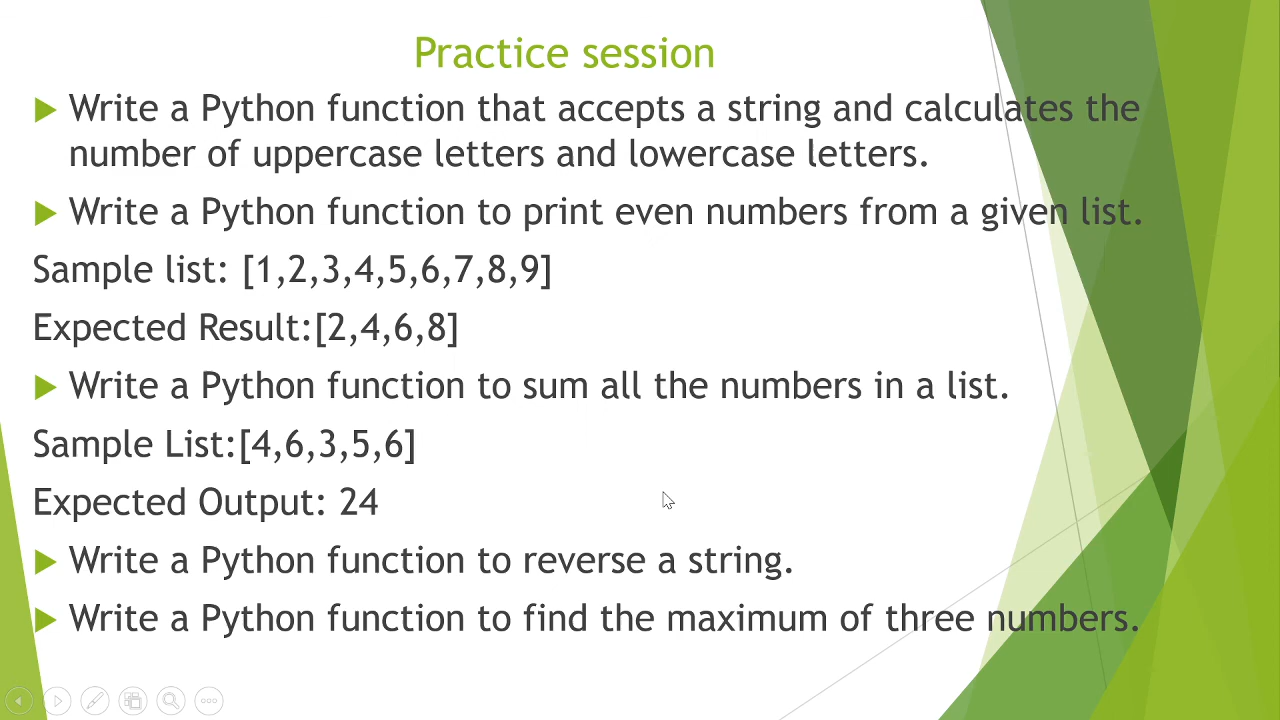 Practice session
Write a Python function that accepts a string and calculates the
number of uppercase letters and lowercase letters.
Write a Python function to print even numbers from a given list.
Sample list: [1,2,3,4,5,6,7,8,9]
Expected Result:[2,4,6,8]
Write a Python function to sum all the numbers in a list.
Sample List:[4,6,3,5,6]
Expected Output: 24
Write a Python function to reverse a string.
Write a Python function to find the maximum of three numbers.